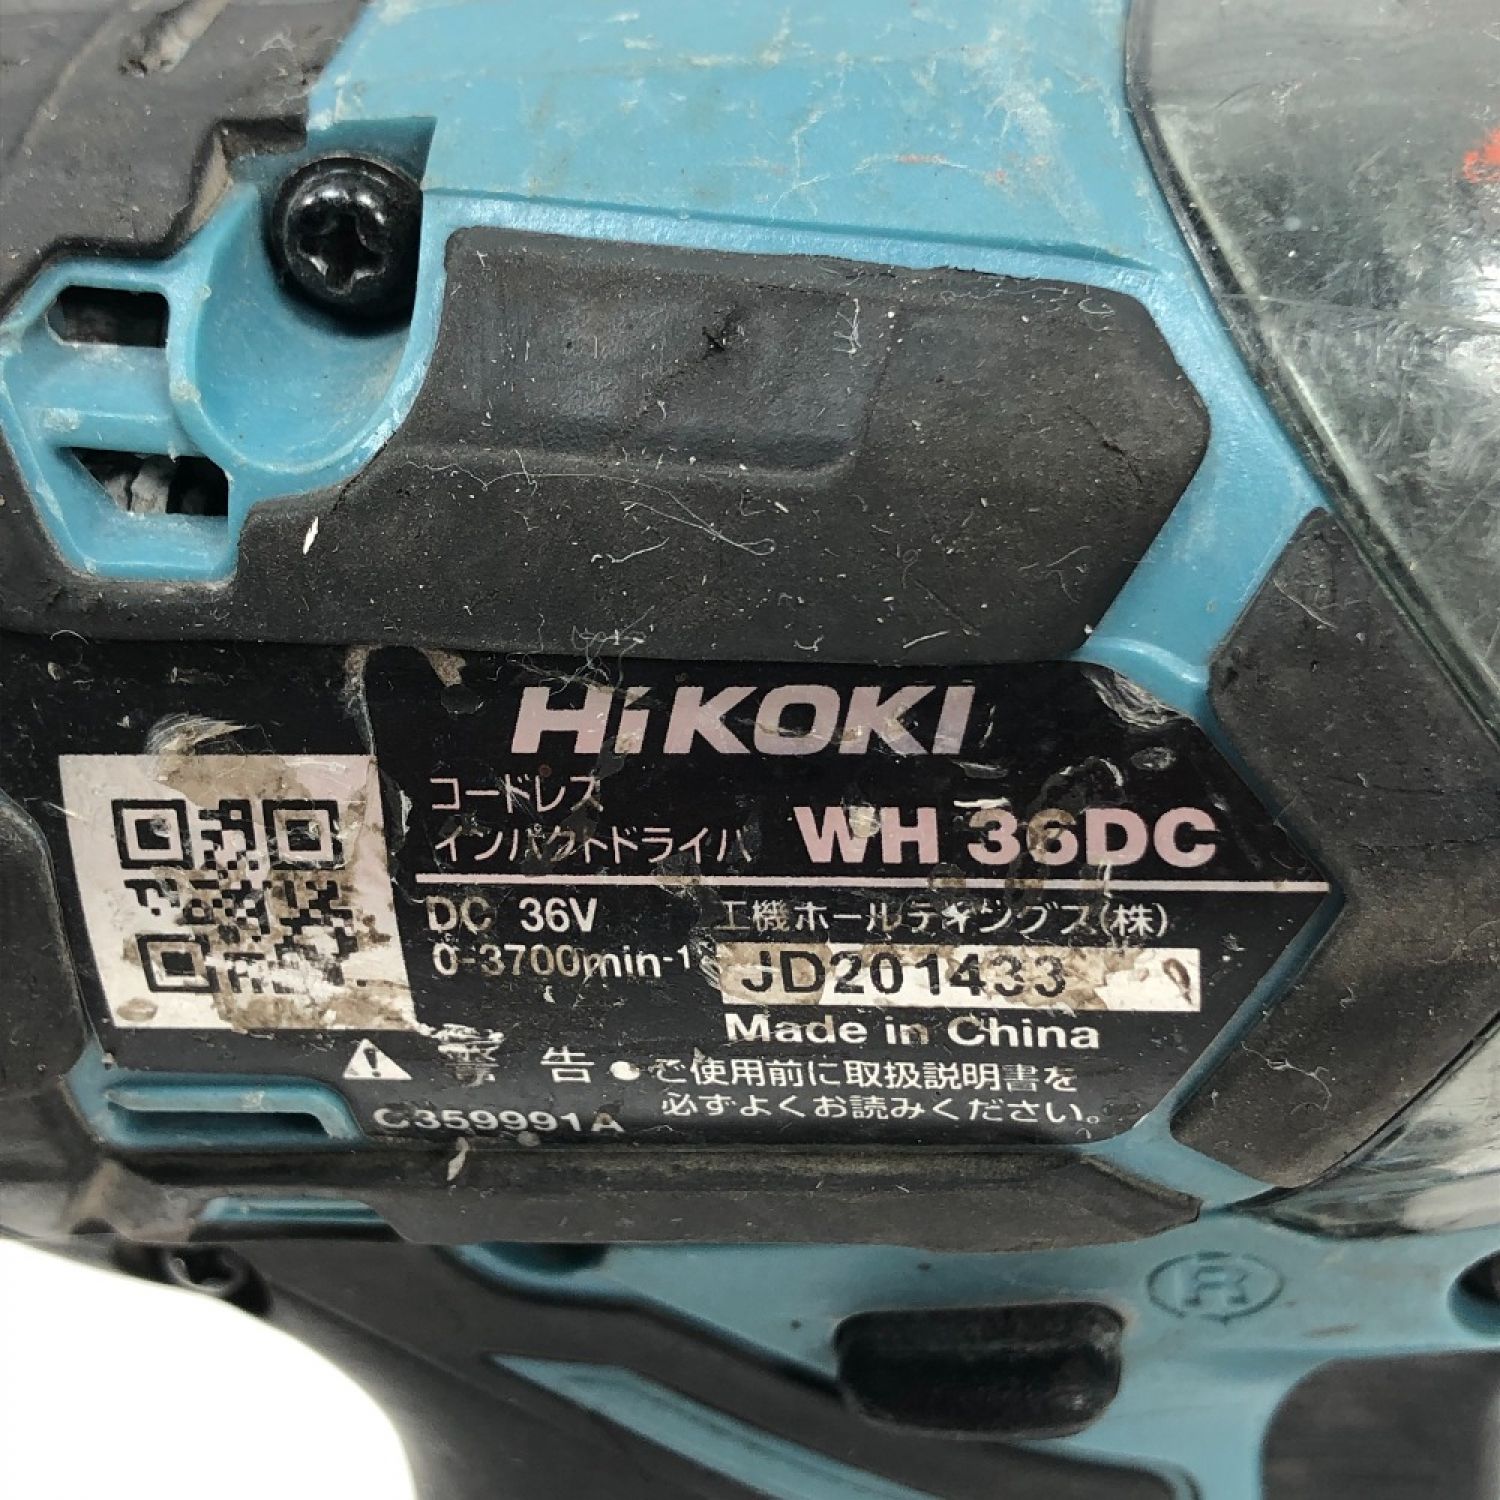 HiKOKI
コードレス
インパクトドライバ WH 36DC
DC 36V 工機ホールディングス(株)
0-3700min⁻¹ JD201433
Made in China
警告 ●ご使用前に取扱説明書を
必ずよくお読みください。
C359991A
R